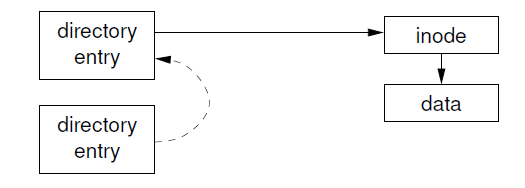 directory
entry
inode
data
directory
entry